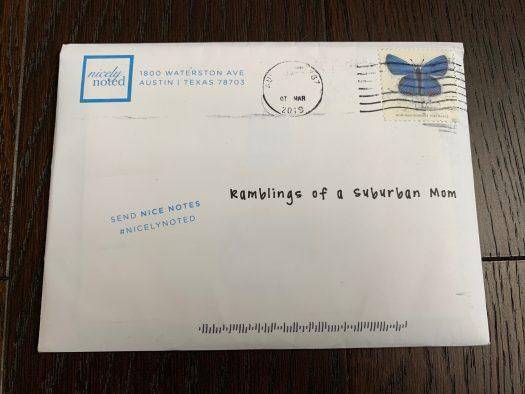 nicely
noted
1800 WATERSTON AVE
AUSTIN | TEXAS 78703
07 MAR
2019
Ramblings of a Suburban Mom
SEND NICE NOTES
#NICELYNOTED